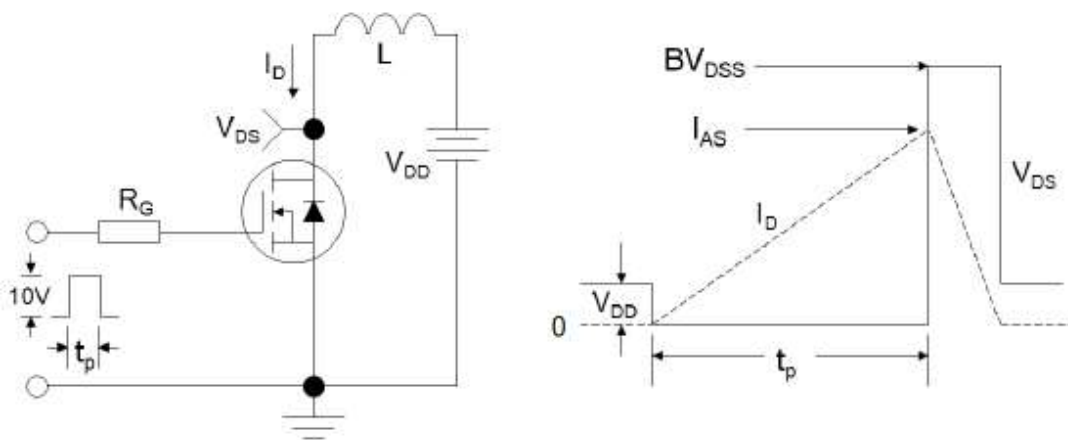 L
I_D
V_DS
V_DD
R_G
10V
t_p
BV_DSS
I_AS
V_DS
I_D
V_DD
0
t_p